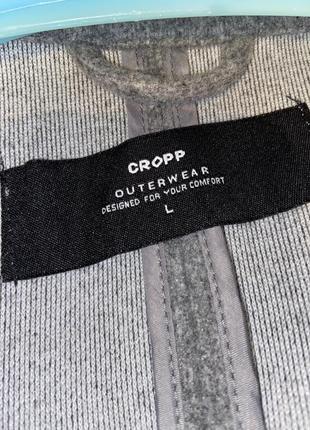 CROPP
OUTERWEAR
DESIGNED FOR YOUR COMFORT
L